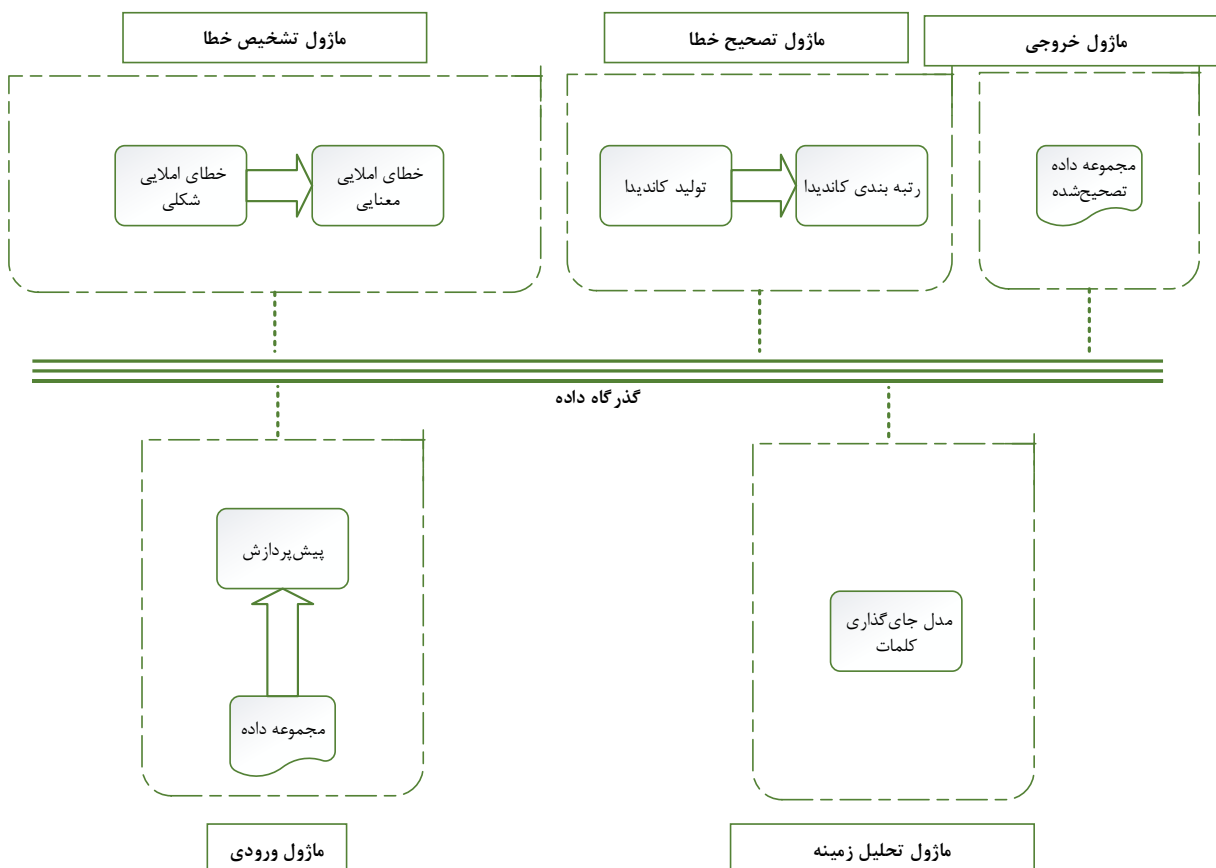 ماژول خروجی
ماژول تصحیح خطا
ماژول تشخیص خطا
مجموعه داده
تصحیح‌شده
تولید کاندیدا
رتبه بندی کاندیدا
خطای املایی
شکلی
خطای املایی
معنایی
گذرگاه داده
پیش‌پردازش
مجموعه داده
مدل جای‌گذاری
کلمات
ماژول تحلیل زمینه
ماژول ورودی